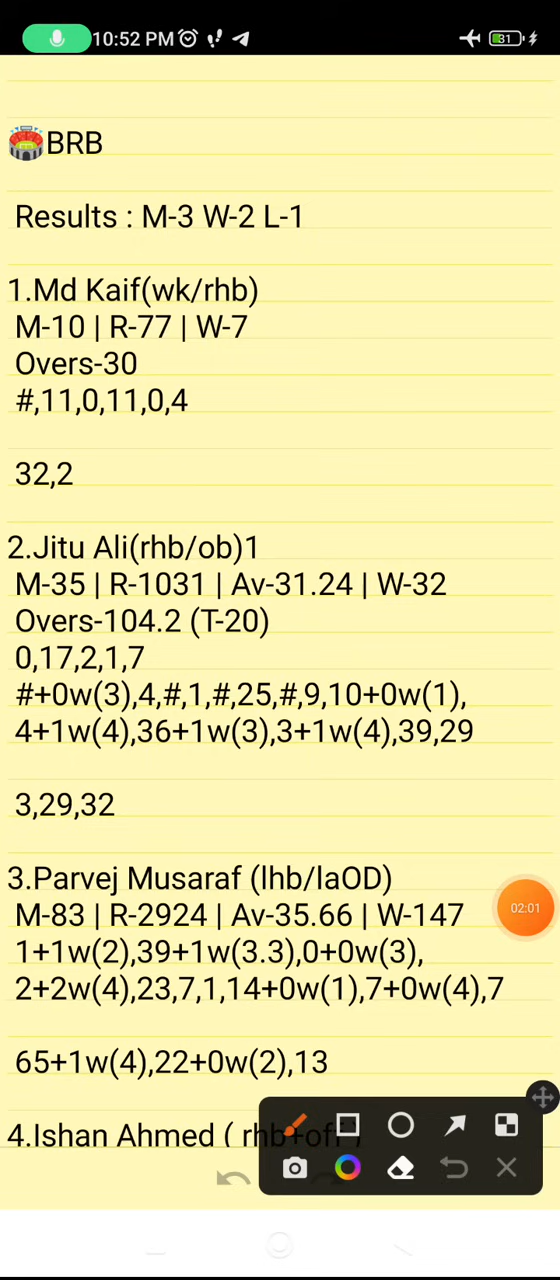 10:52 PM
31
BRB
Results : M-3 W-2 L-1
1.Md Kaif(wk/rhb)
M-10 | R-77 | W-7
Overs-30
#,11,0,11,0,4
32,2
2.Jitu Ali(rhb/ob)1
M-35 | R-1031 | Av-31.24 | W-32
Overs-104.2 (T-20)
0,17,2,1,7
#+0w(3),4,#,1,#,25,#,9,10+0w(1),
4+1w(4),36+1w(3),3+1w(4),39,29
3,29,32
3.Parvej Musaraf (lhb/laOD)
M-83 | R-2924 | Av-35.66 | W-147
02:01
1+1w(2),39+1w(3.3),0+0w(3),
2+2w(4),23,7,1,14+0w(1),7+0w(4),7
65+1w(4),22+0w(2),13
4.Ishan Ahmed ( rhb+off )